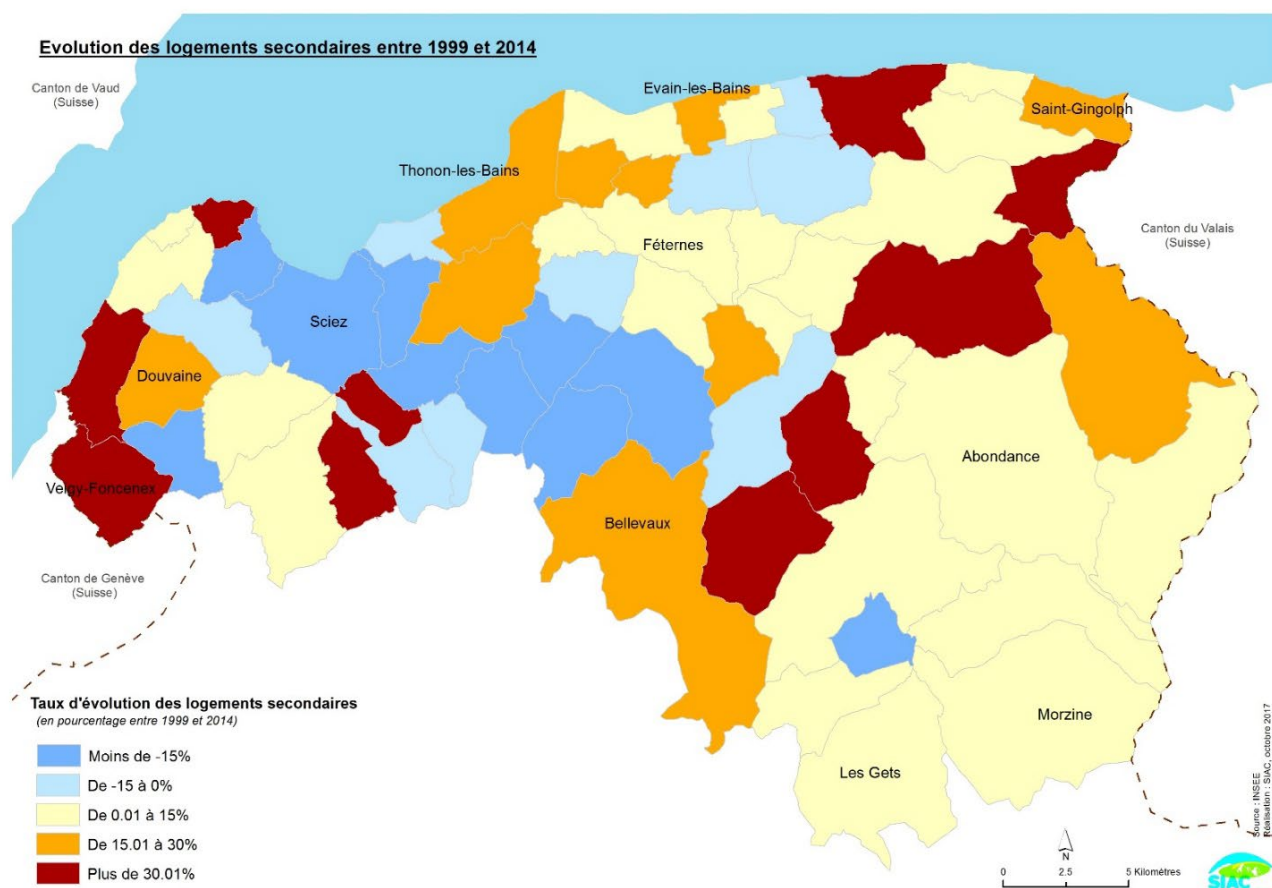 Evolution des logements secondaires entre 1999 et 2014
Canton de Vaud
(Suisse)
Evain-les-Bains
Saint-Gingolph
Thonon-les-Bains
Canton du Valais
(Suisse)
Féternes
Sciez
Douvaine
Abondance
Veigy-Foncenex
Bellevaux
Canton de Genève
(Suisse)
Morzine
Les Gets
Taux d'évolution des logements secondaires
(en pourcentage entre 1999 et 2014)
Moins de -15%
De -15 à 0%
De 0.01 à 15%
De 15.01 à 30%
Plus de 30.01%
N
0 2.5 5 Kilomètres
Source : INSEE
Réalisation : SIAC, octobre 2017
SIAC